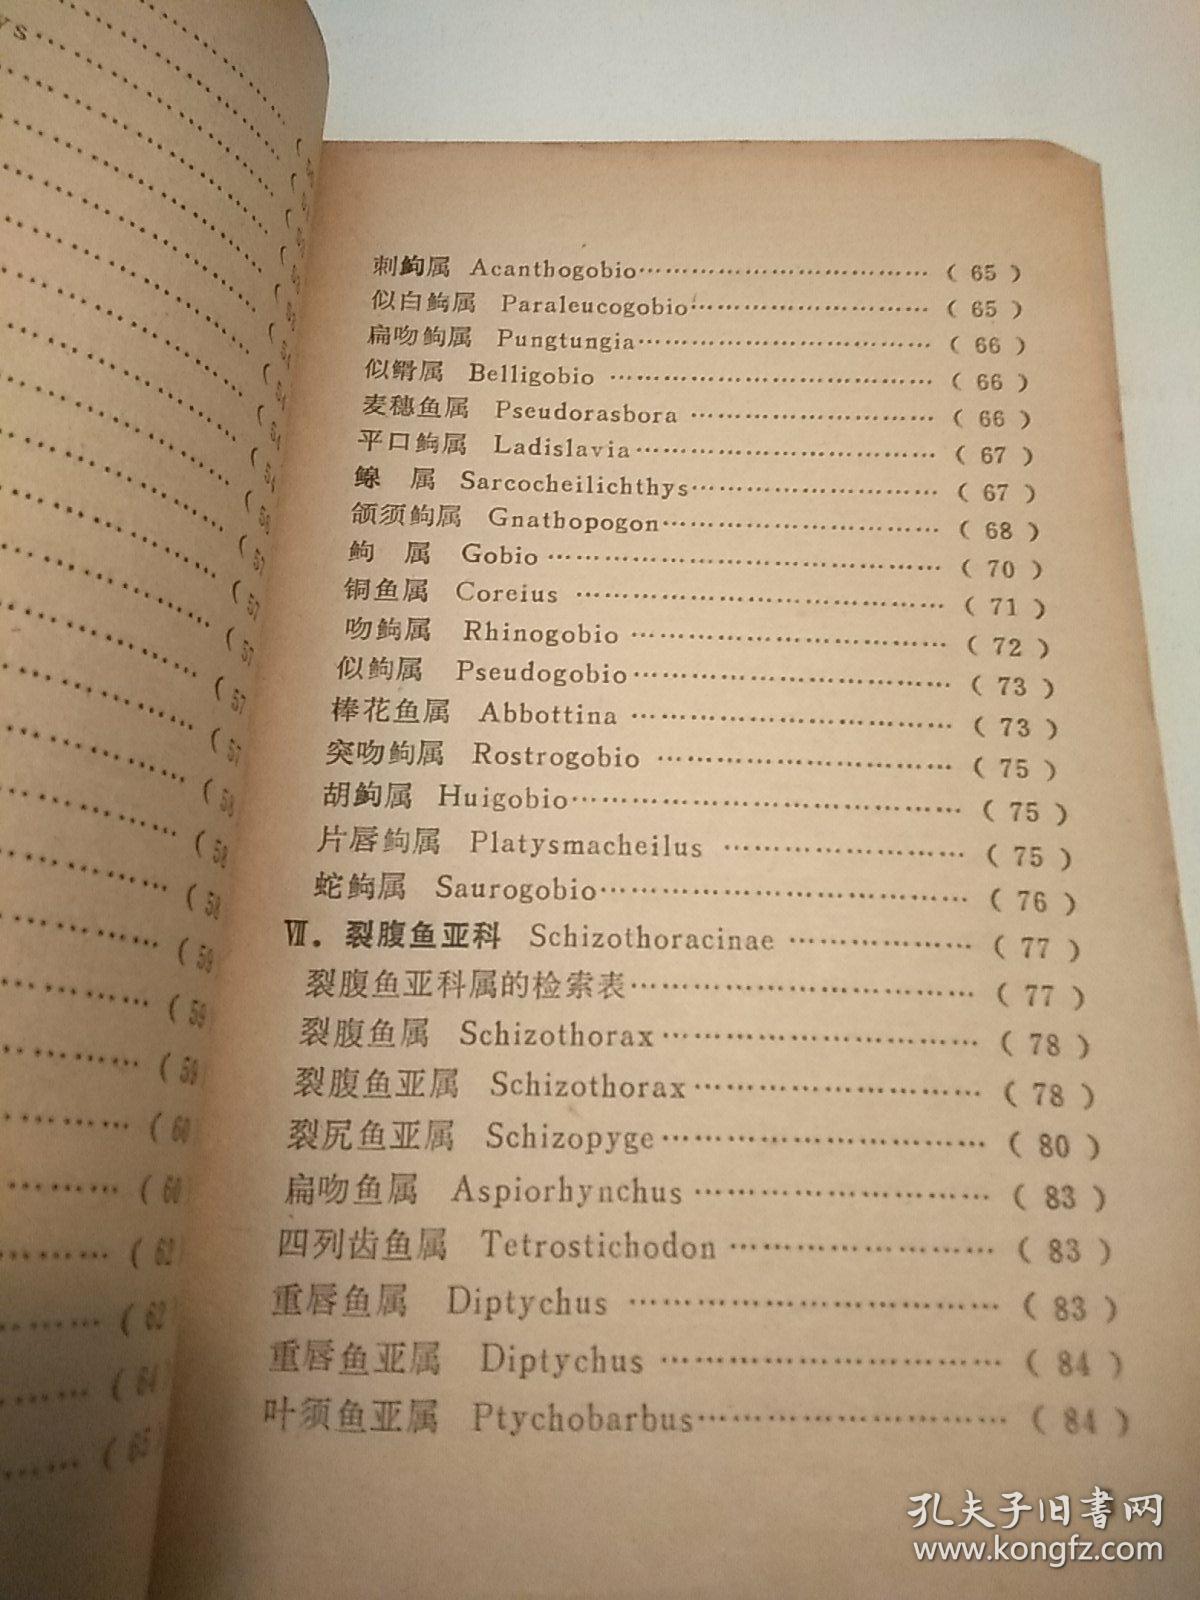 刺鮈属 Acanthogobio…………………………… ( 65 )
似白鮈属 Paraleucogobio……………………… ( 65 )
扁吻鮈属 Pungtungia…………………………… ( 66 )
似䱻属 Belligobio ……………………………… ( 66 )
麦穗鱼属 Pseudorasbora ……………………… ( 66 )
平口鮈属 Ladislavia…………………………… ( 67 )
鳈 属 Sarcocheilichthys……………………… ( 67 )
颌须鮈属 Gnathopogon………………………… ( 68 )
鮈 属 Gobio …………………………………… ( 70 )
铜鱼属 Coreius ………………………………… ( 71 )
吻鮈属 Rhinogobio …………………………… ( 72 )
似鮈属 Pseudogobio…………………………… ( 73 )
棒花鱼属 Abbottina …………………………… ( 73 )
突吻鮈属 Rostrogobio ………………………… ( 75 )
胡鮈属 Huigobio………………………………… ( 75 )
片唇鮈属 Platysmacheilus …………………… ( 75 )
蛇鮈属 Saurogobio……………………………… ( 76 )
Ⅶ. 裂腹鱼亚科 Schizothoracinae ……………… ( 77 )
裂腹鱼亚科属的检索表…………………………… ( 77 )
裂腹鱼属 Schizothorax………………………… ( 78 )
裂腹鱼亚属 Schizothorax……………………… ( 78 )
裂尻鱼亚属 Schizopyge………………………… ( 80 )
扁吻鱼属 Aspiorhynchus ……………………… ( 83 )
四列齿鱼属 Tetrostichodon …………………… ( 83 )
重唇鱼属 Diptychus …………………………… ( 83 )
重唇鱼亚属 Diptychus ………………………… ( 84 )
叶须鱼亚属 Ptychobarbus……………………… ( 84 )
孔夫子旧書网
www.kongfz.com